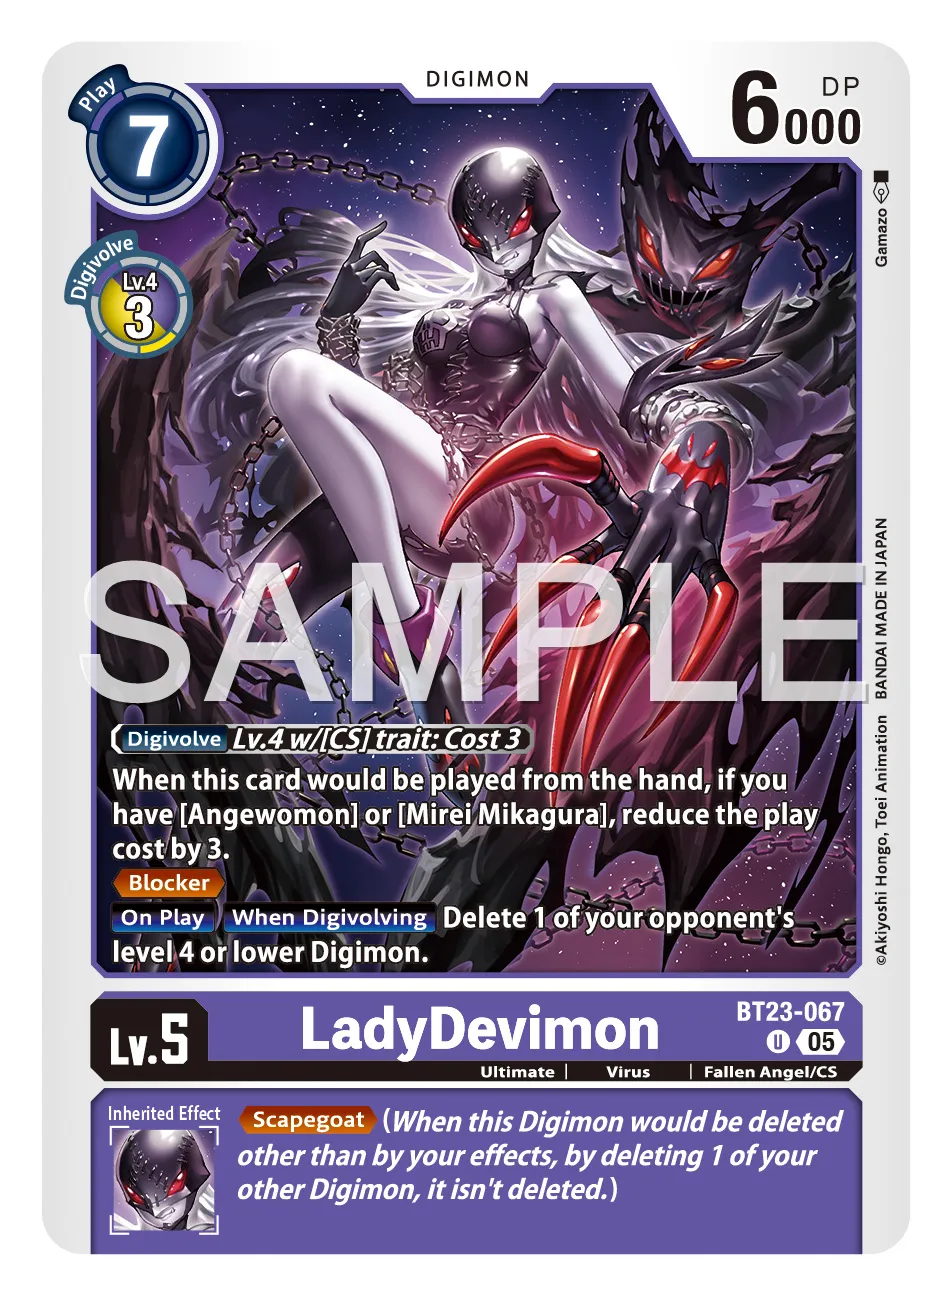 DIGIMON
Play
7
6000
DP
Digivolve
Lv.4
3
Gamazo
SAMPLE
BANDAI MADE IN JAPAN
©Akiyoshi Hongo, Toei Animation
Digivolve Lv.4 w/[CS] trait: Cost 3
When this card would be played from the hand, if you
have [Angewomon] or [Mirei Mikagura], reduce the play
cost by 3.
Blocker
On Play When Digivolving Delete 1 of your opponent's
level 4 or lower Digimon.
Lv.5
LadyDevimon
BT23-067
U 05
Ultimate | Virus | Fallen Angel/CS
Inherited Effect
Scapegoat (When this Digimon would be deleted
other than by your effects, by deleting 1 of your
other Digimon, it isn't deleted.)